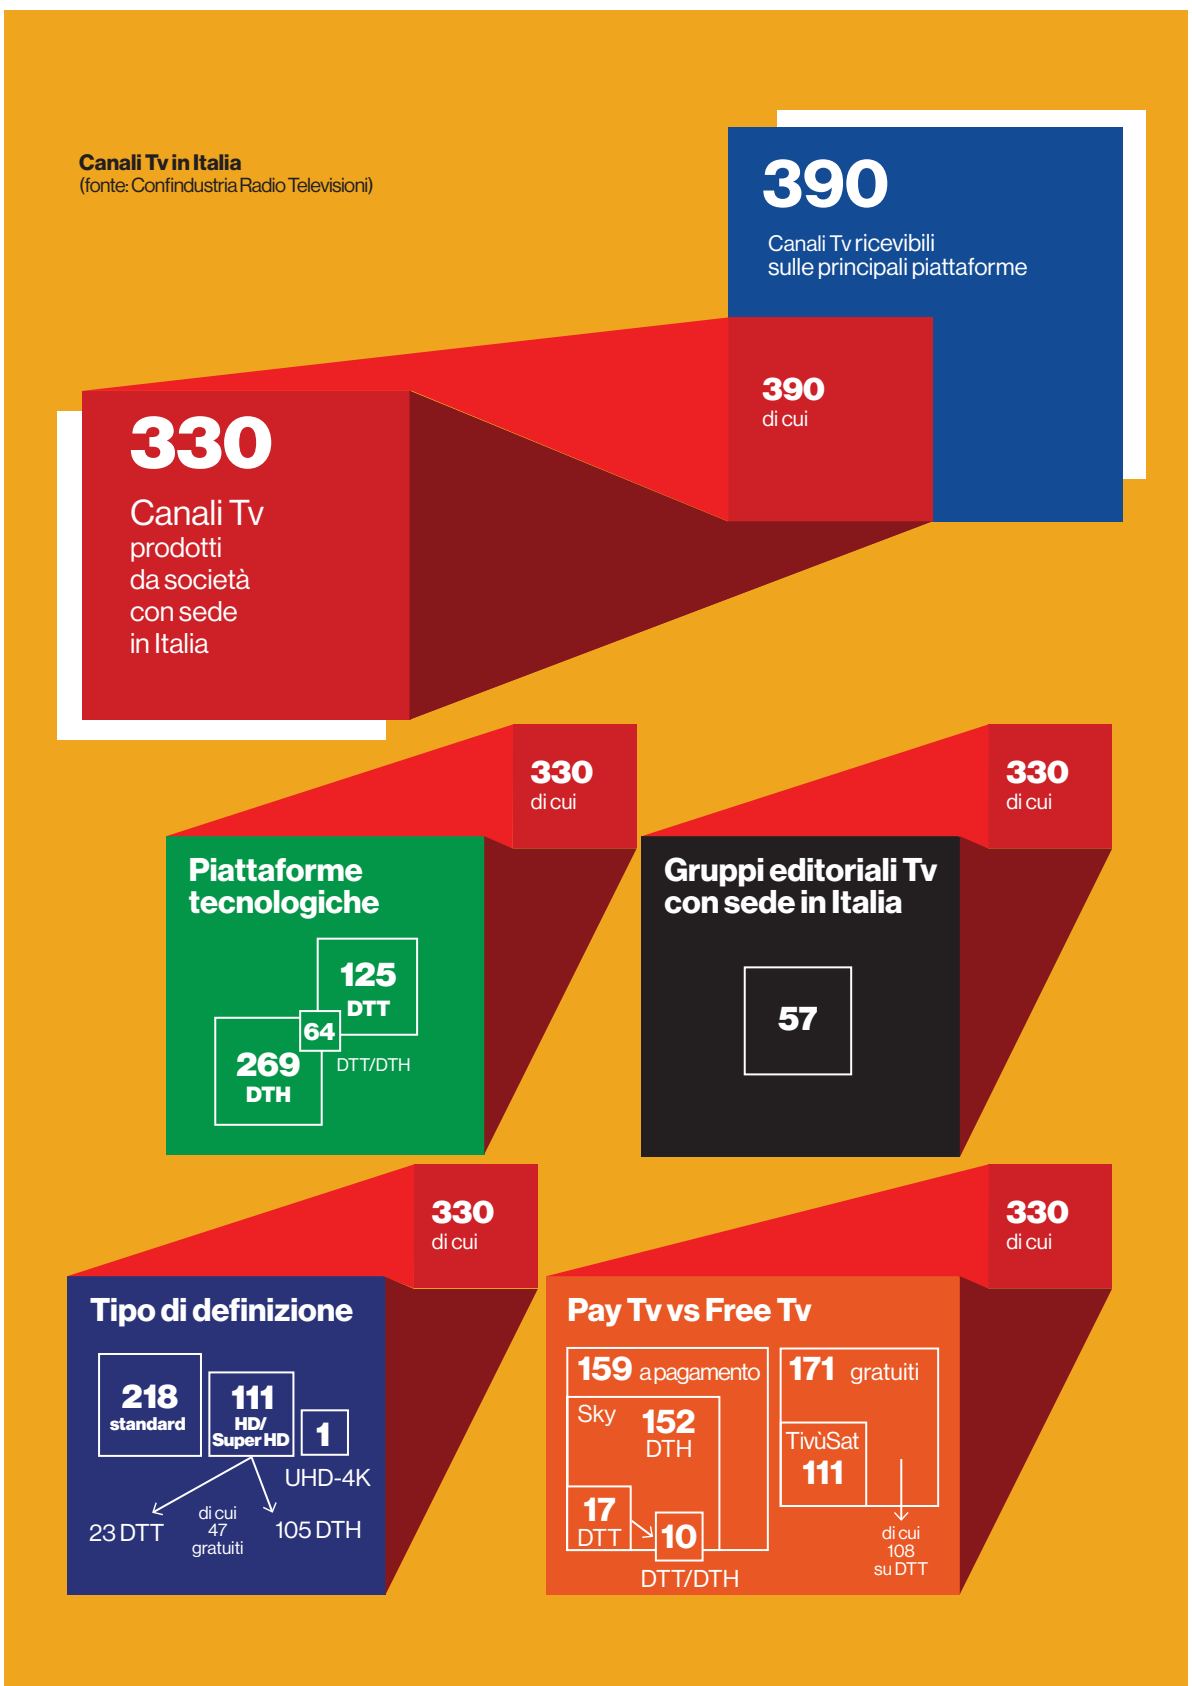 Canali Tv in Italia
(fonte: Confindustria Radio Televisioni)
390
Canali Tv ricevibili
sulle principali piattaforme
390
di cui
330
Canali Tv
prodotti
da società
con sede
in Italia
330
di cui
Piattaforme
tecnologiche
125
DTT
64
269
DTH
DTT/DTH
330
di cui
Gruppi editoriali Tv
con sede in Italia
57
330
di cui
Tipo di definizione
218
standard
111
HD/
Super HD
1
UHD-4K
23 DTT
di cui
47
gratuiti
105 DTH
330
di cui
Pay Tv vs Free Tv
159 a pagamento
Sky
152
DTH
17
DTT
10
DTT/DTH
171 gratuiti
TivùSat
111
di cui
108
su DTT